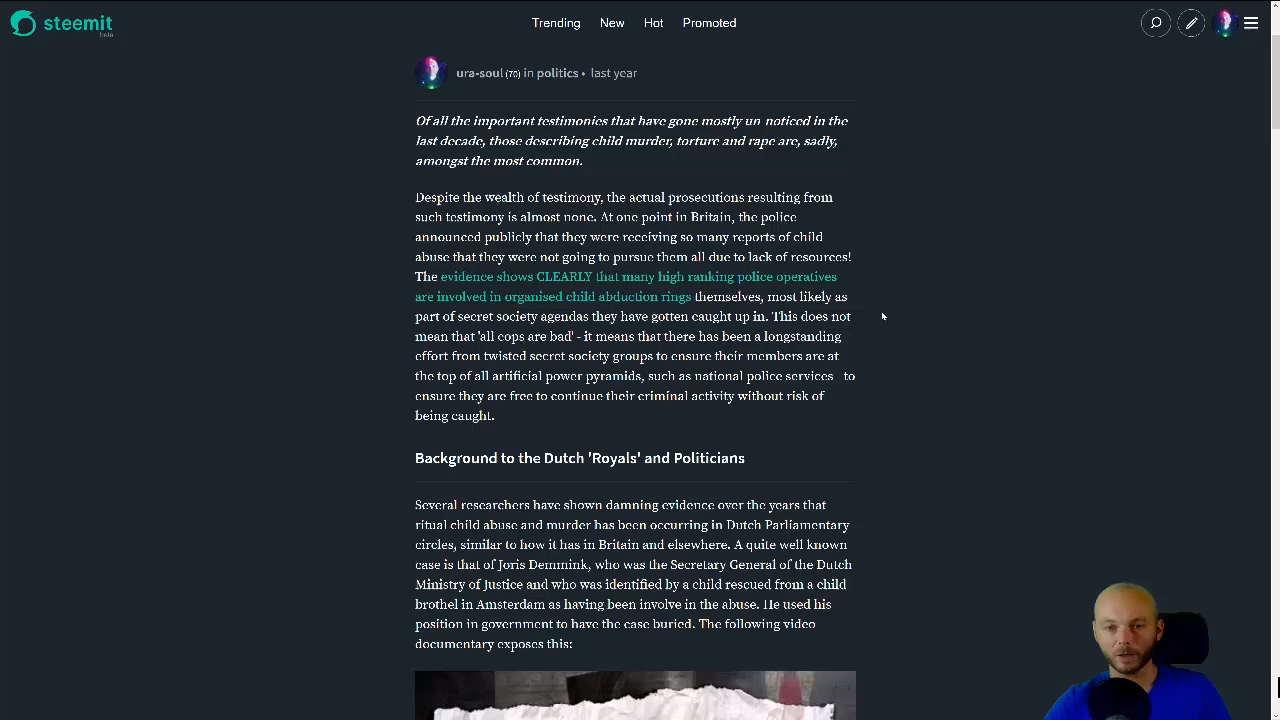 steemit
beta
Trending New Hot Promoted
ura-soul (70) in politics • last year
Of all the important testimonies that have gone mostly un-noticed in the
last decade, those describing child murder, torture and rape are, sadly,
amongst the most common.
Despite the wealth of testimony, the actual prosecutions resulting from
such testimony is almost none. At one point in Britain, the police
announced publicly that they were receiving so many reports of child
abuse that they were not going to pursue them all due to lack of resources!
The evidence shows CLEARLY that many high ranking police operatives
are involved in organised child abduction rings themselves, most likely as
part of secret society agendas they have gotten caught up in. This does not
mean that 'all cops are bad' - it means that there has been a longstanding
effort from twisted secret society groups to ensure their members are at
the top of all artificial power pyramids, such as national police services to
ensure they are free to continue their criminal activity without risk of
being caught.
Background to the Dutch 'Royals' and Politicians
Several researchers have shown damning evidence over the years that
ritual child abuse and murder has been occurring in Dutch Parliamentary
circles, similar to how it has in Britain and elsewhere. A quite well known
case is that of Joris Demmink, who was the Secretary General of the Dutch
Ministry of Justice and who was identified by a child rescued from a child
brothel in Amsterdam as having been involve in the abuse. He used his
position in government to have the case buried. The following video
documentary exposes this: